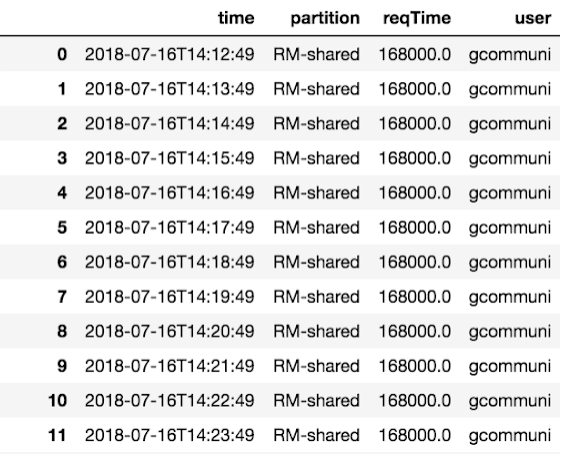 time partition reqTime user
0 2018-07-16T14:12:49 RM-shared 168000.0 gcommuni
1 2018-07-16T14:13:49 RM-shared 168000.0 gcommuni
2 2018-07-16T14:14:49 RM-shared 168000.0 gcommuni
3 2018-07-16T14:15:49 RM-shared 168000.0 gcommuni
4 2018-07-16T14:16:49 RM-shared 168000.0 gcommuni
5 2018-07-16T14:17:49 RM-shared 168000.0 gcommuni
6 2018-07-16T14:18:49 RM-shared 168000.0 gcommuni
7 2018-07-16T14:19:49 RM-shared 168000.0 gcommuni
8 2018-07-16T14:20:49 RM-shared 168000.0 gcommuni
9 2018-07-16T14:21:49 RM-shared 168000.0 gcommuni
10 2018-07-16T14:22:49 RM-shared 168000.0 gcommuni
11 2018-07-16T14:23:49 RM-shared 168000.0 gcommuni